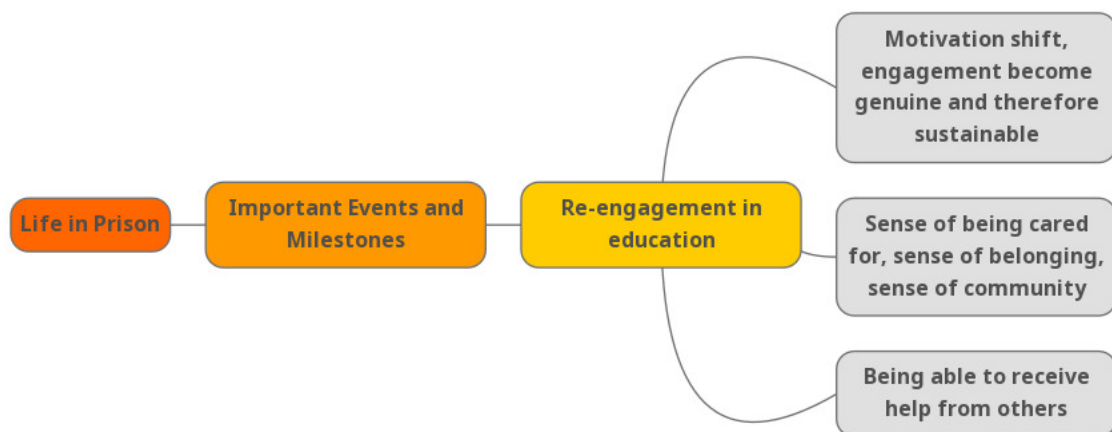 Life in Prison
Important Events and
Milestones
Re-engagement in
education
Motivation shift,
engagement become
genuine and therefore
sustainable
Sense of being cared
for, sense of belonging,
sense of community
Being able to receive
help from others